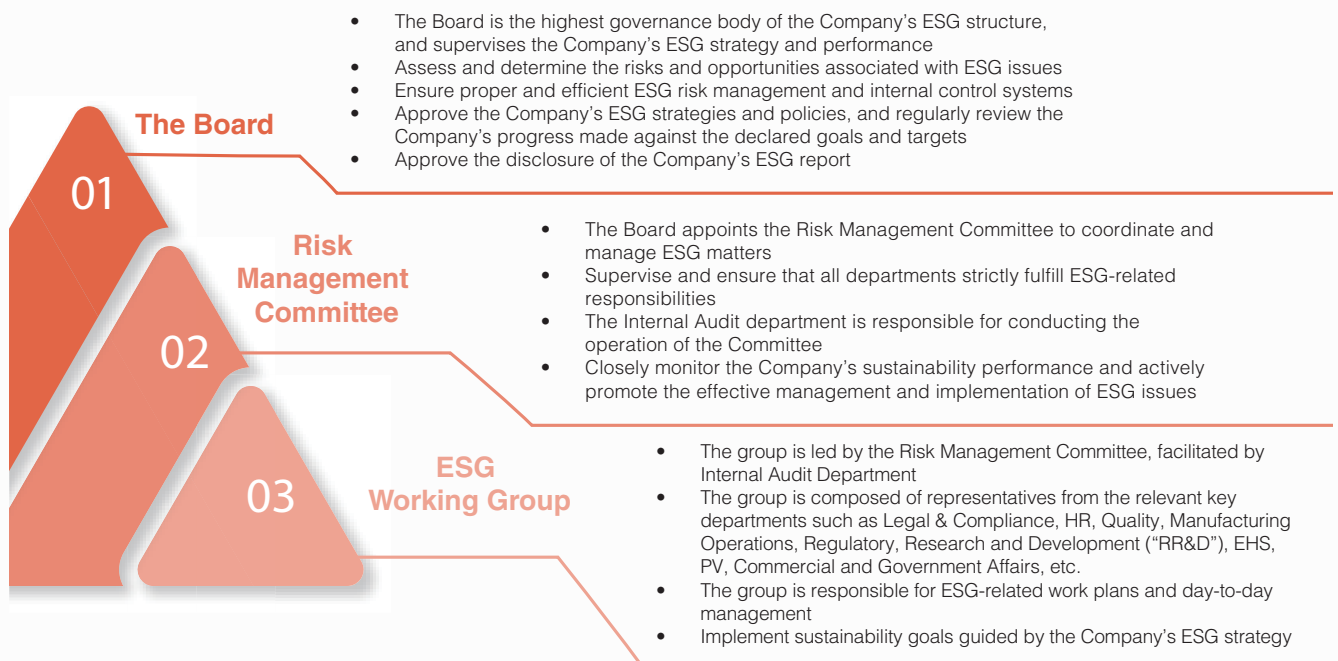 • The Board is the highest governance body of the Company’s ESG structure,
and supervises the Company’s ESG strategy and performance
• Assess and determine the risks and opportunities associated with ESG issues
• Ensure proper and efficient ESG risk management and internal control systems
• Approve the Company’s ESG strategies and policies, and regularly review the
Company’s progress made against the declared goals and targets
• Approve the disclosure of the Company’s ESG report
The Board
01
Risk
Management
Committee
02
• The Board appoints the Risk Management Committee to coordinate and
manage ESG matters
• Supervise and ensure that all departments strictly fulfill ESG-related
responsibilities
• The Internal Audit department is responsible for conducting the
operation of the Committee
• Closely monitor the Company’s sustainability performance and actively
promote the effective management and implementation of ESG issues
ESG
Working Group
03
• The group is led by the Risk Management Committee, facilitated by
Internal Audit Department
• The group is composed of representatives from the relevant key
departments such as Legal & Compliance, HR, Quality, Manufacturing
Operations, Regulatory, Research and Development (“RR&D”), EHS,
PV, Commercial and Government Affairs, etc.
• The group is responsible for ESG-related work plans and day-to-day
management
• Implement sustainability goals guided by the Company’s ESG strategy